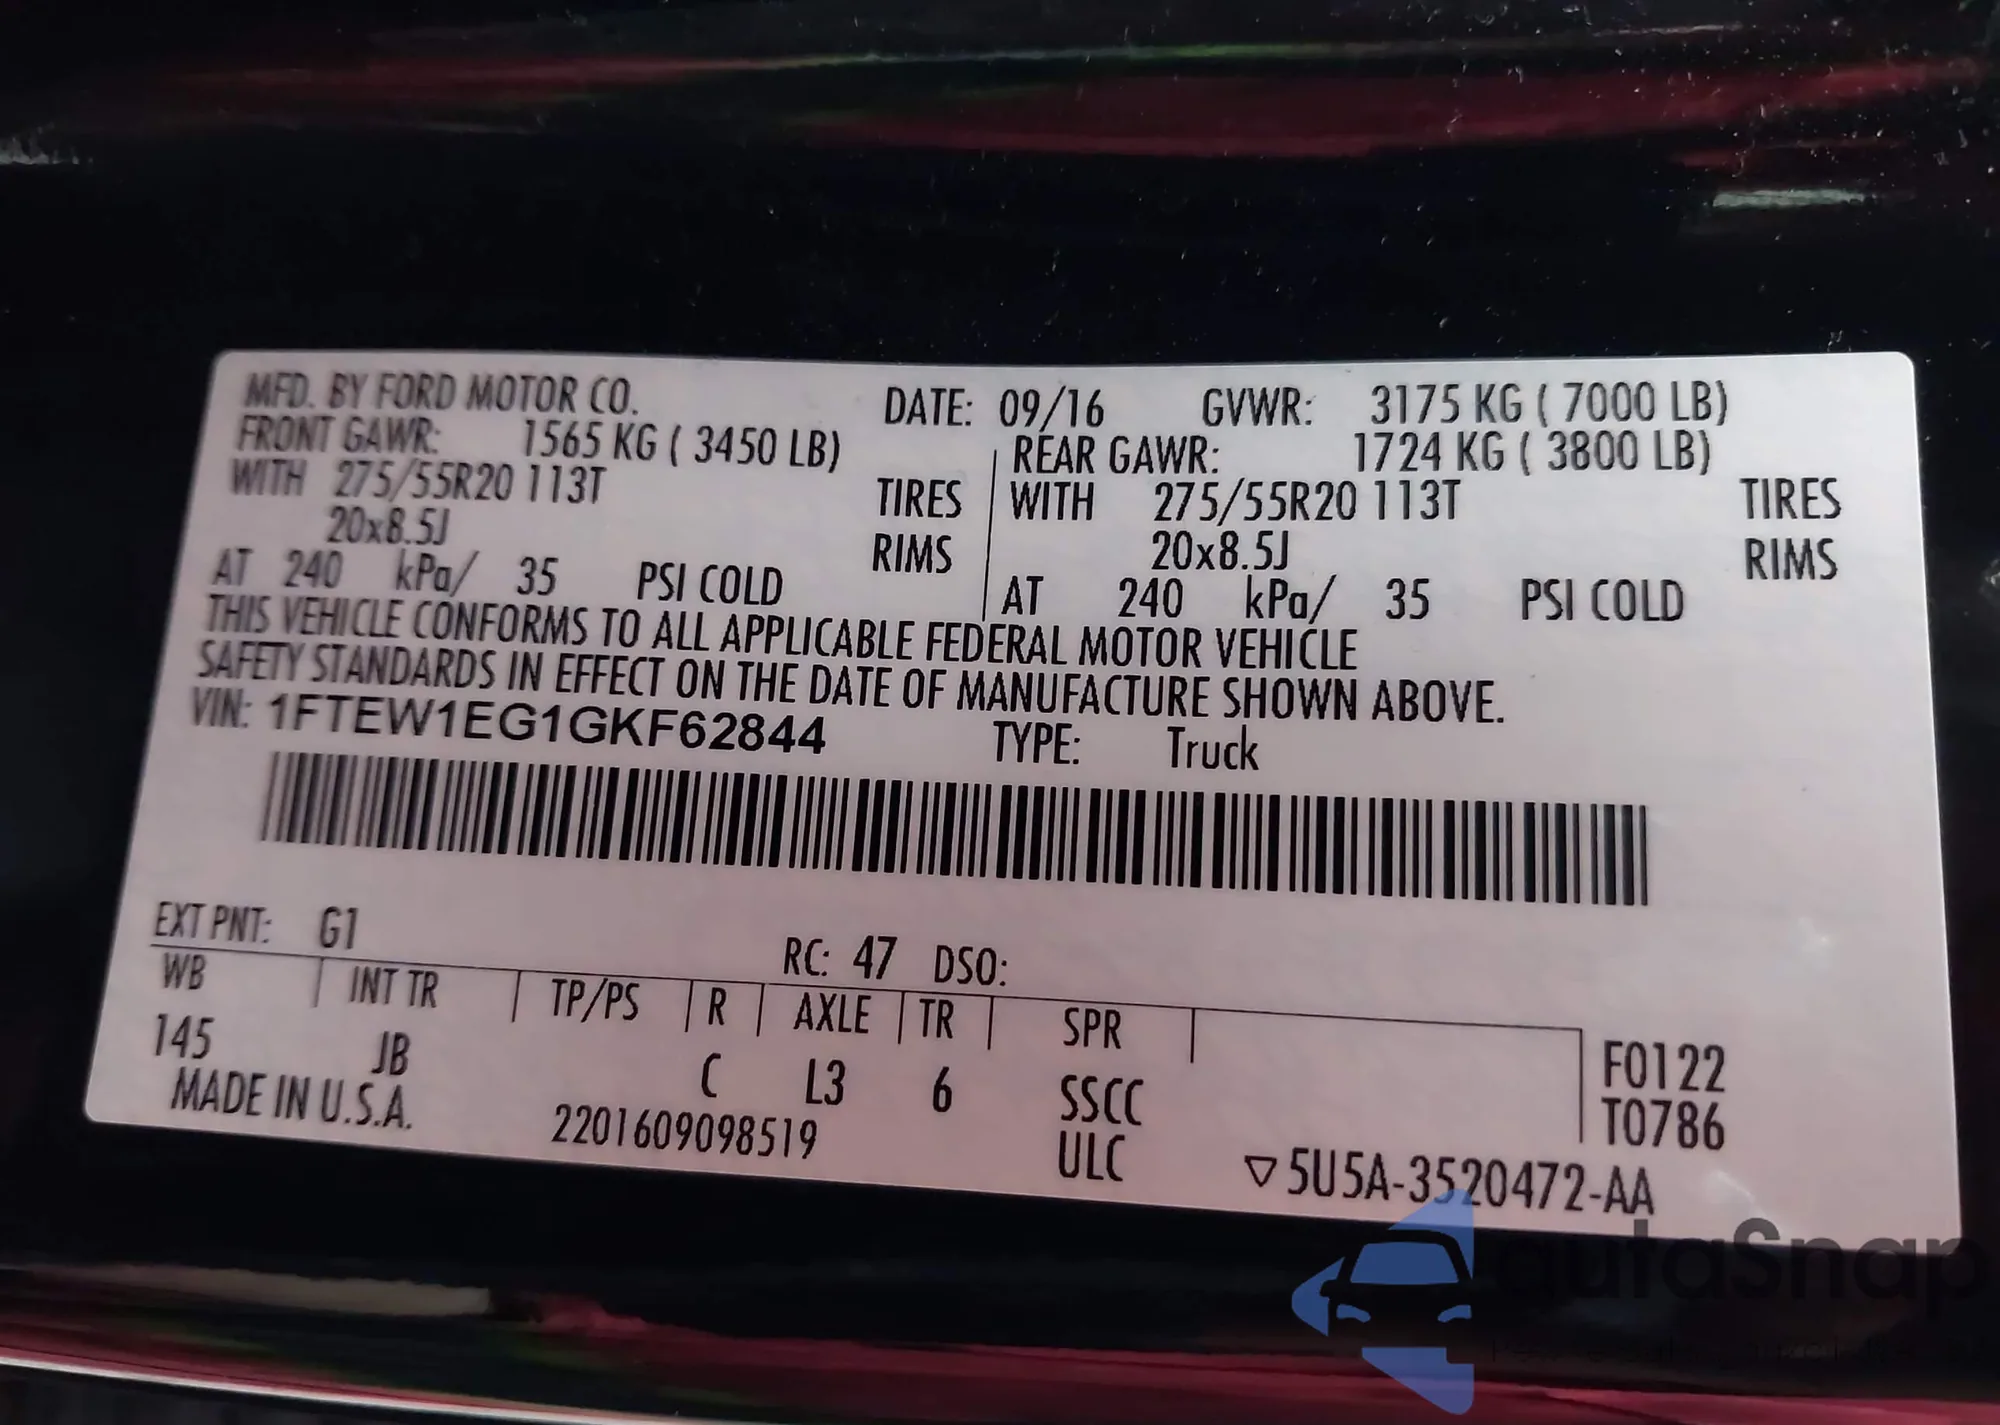 MFD. BY FORD MOTOR CO. DATE: 09/16 GVWR: 3175 KG ( 7000 LB)
FRONT GAWR: 1565 KG ( 3450 LB) REAR GAWR: 1724 KG ( 3800 LB)
WITH 275/55R20 113T TIRES WITH 275/55R20 113T TIRES
20x8.5J RIMS 20x8.5J RIMS
AT 240 kPa/ 35 PSI COLD AT 240 kPa/ 35 PSI COLD
THIS VEHICLE CONFORMS TO ALL APPLICABLE FEDERAL MOTOR VEHICLE
SAFETY STANDARDS IN EFFECT ON THE DATE OF MANUFACTURE SHOWN ABOVE.
VIN: 1FTEW1EG1GKF62844 TYPE: Truck
EXT PNT: G1 RC: 47 DSO:
WB INT TR TP/PS R AXLE TR SPR
145 JB C L3 6 SSCC F0122
MADE IN U.S.A. 2201609098519 ULC T0786
▽5U5A-3520472-AA
autaSnap